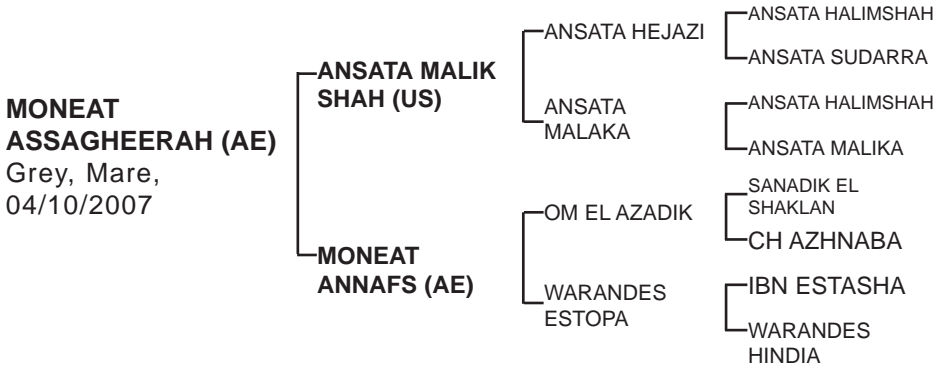 MONEAT
ASSAGHEERAH (AE)
Grey, Mare,
04/10/2007
ANSATA MALIK
SHAH (US)
MONEAT
ANNAFS (AE)
ANSATA HEJAZI
ANSATA
MALAKA
OM EL AZADIK
WARANDES
ESTOPA
ANSATA HALIMSHAH
ANSATA SUDARRA
ANSATA HALIMSHAH
ANSATA MALIKA
SANADIK EL
SHAKLAN
CH AZHNABA
IBN ESTASHA
WARANDES
HINDIA